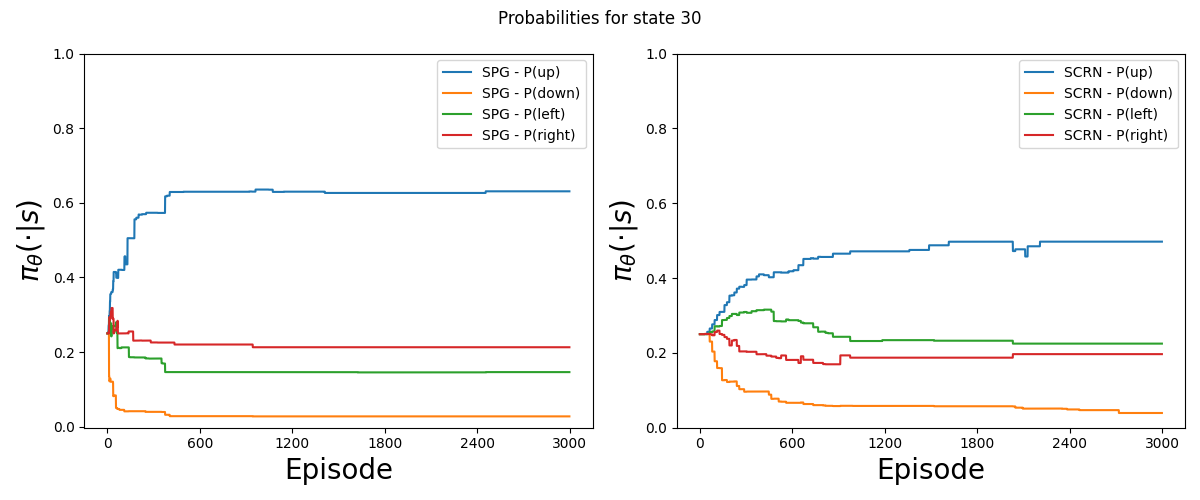 Probabilities for state 30
1.0
0.8
0.6
0.4
0.2
0.0
π_θ(·|s)
SPG - P(up)
SPG - P(down)
SPG - P(left)
SPG - P(right)
0 600 1200 1800 2400 3000
Episode
1.0
0.8
0.6
0.4
0.2
0.0
π_θ(·|s)
SCRN - P(up)
SCRN - P(down)
SCRN - P(left)
SCRN - P(right)
0 600 1200 1800 2400 3000
Episode